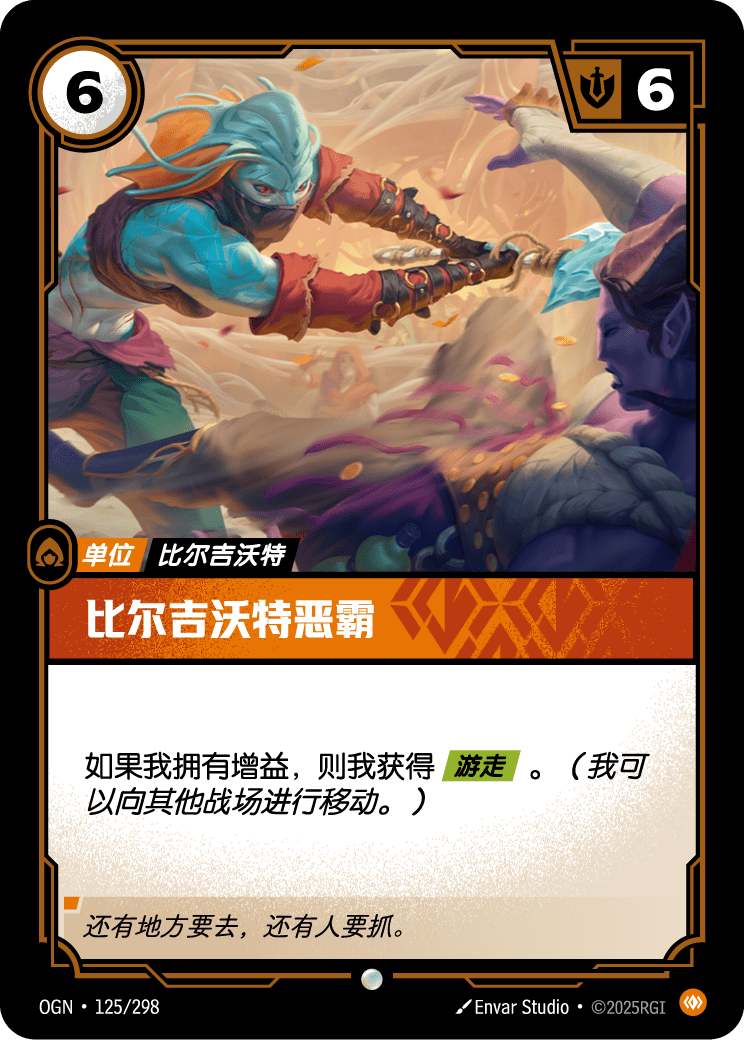 6
6
单位 比尔吉沃特
比尔吉沃特恶霸
如果我拥有增益，则我获得 游走 。（我可
以向其他战场进行移动。）
还有地方要去，还有人要抓。
OGN • 125/298 Envar Studio • ©2025RGI